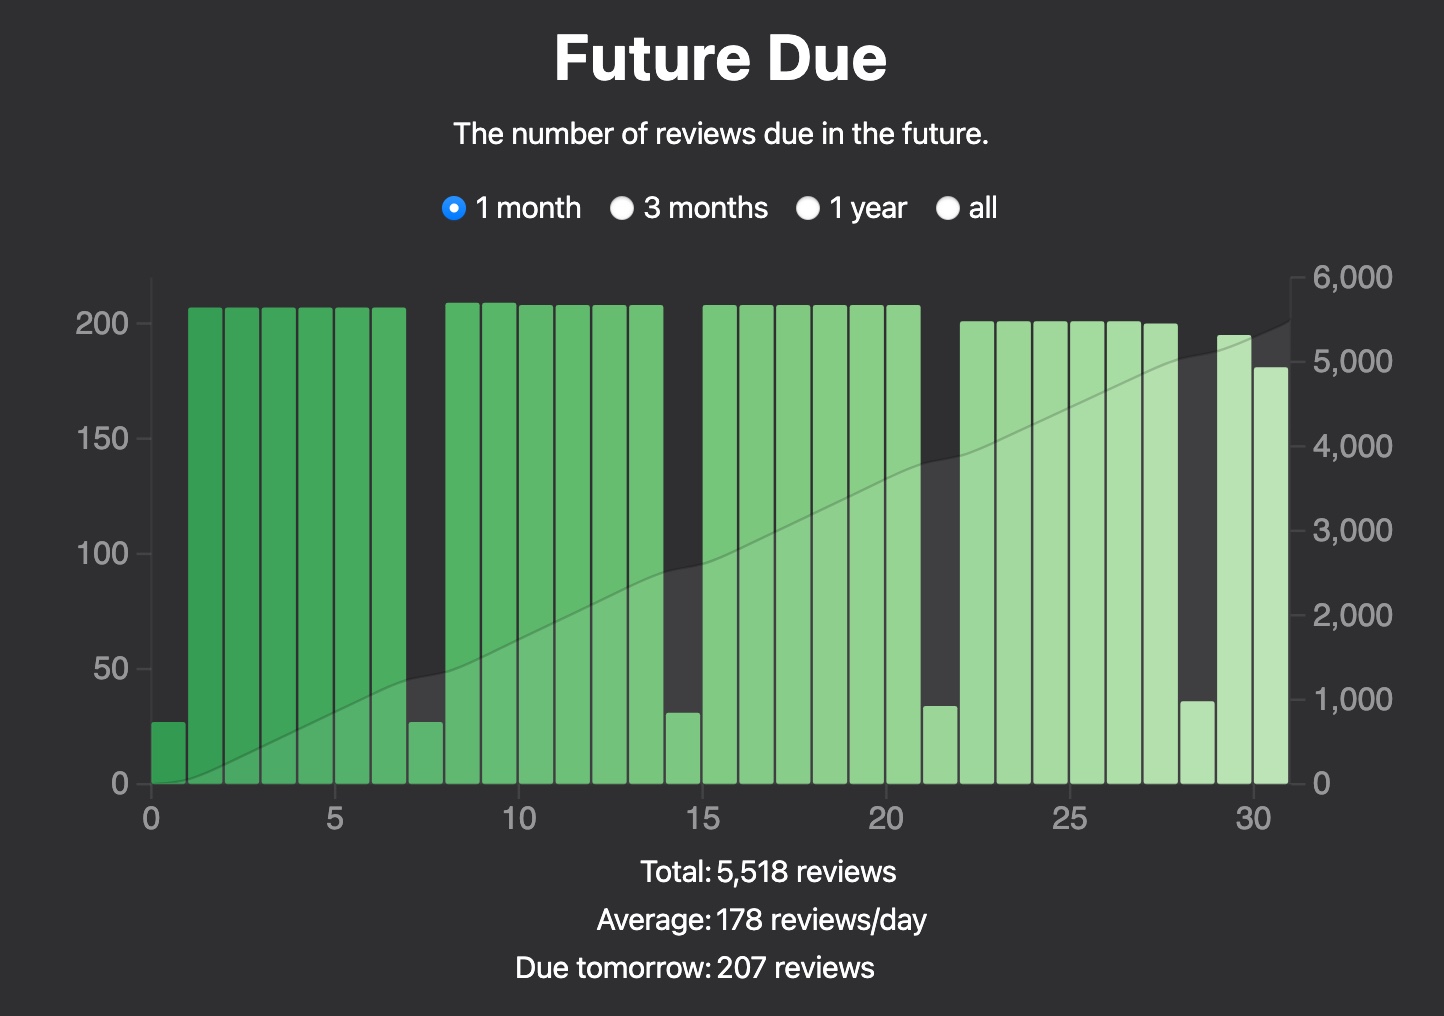 Future Due
The number of reviews due in the future.
1 month 3 months 1 year all
6,000
200
5,000
150
4,000
100
3,000
2,000
50
1,000
0 0
0 5 10 15 20 25 30
Total: 5,518 reviews
Average: 178 reviews/day
Due tomorrow: 207 reviews